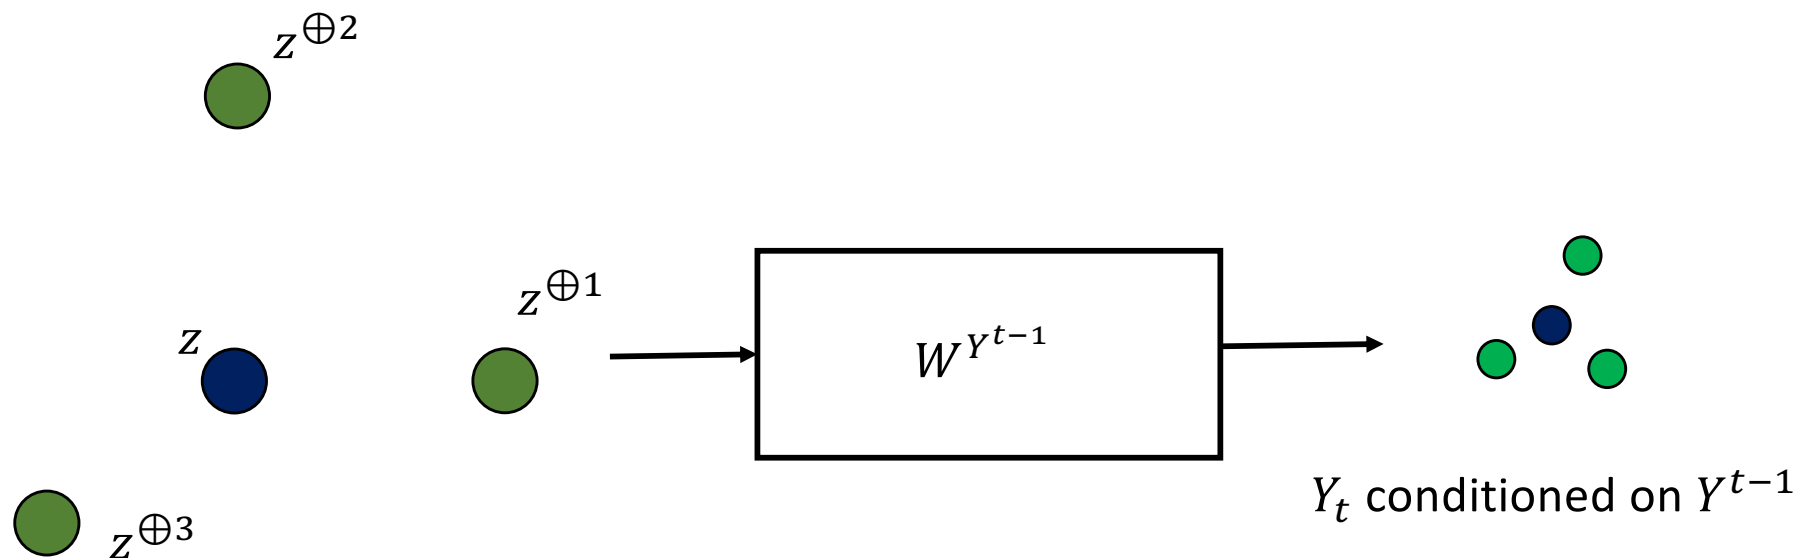 z^{⊕2}
z^{⊕1}
z
W^{Y^{t−1}}
Y_t conditioned on Y^{t−1}
z^{⊕3}